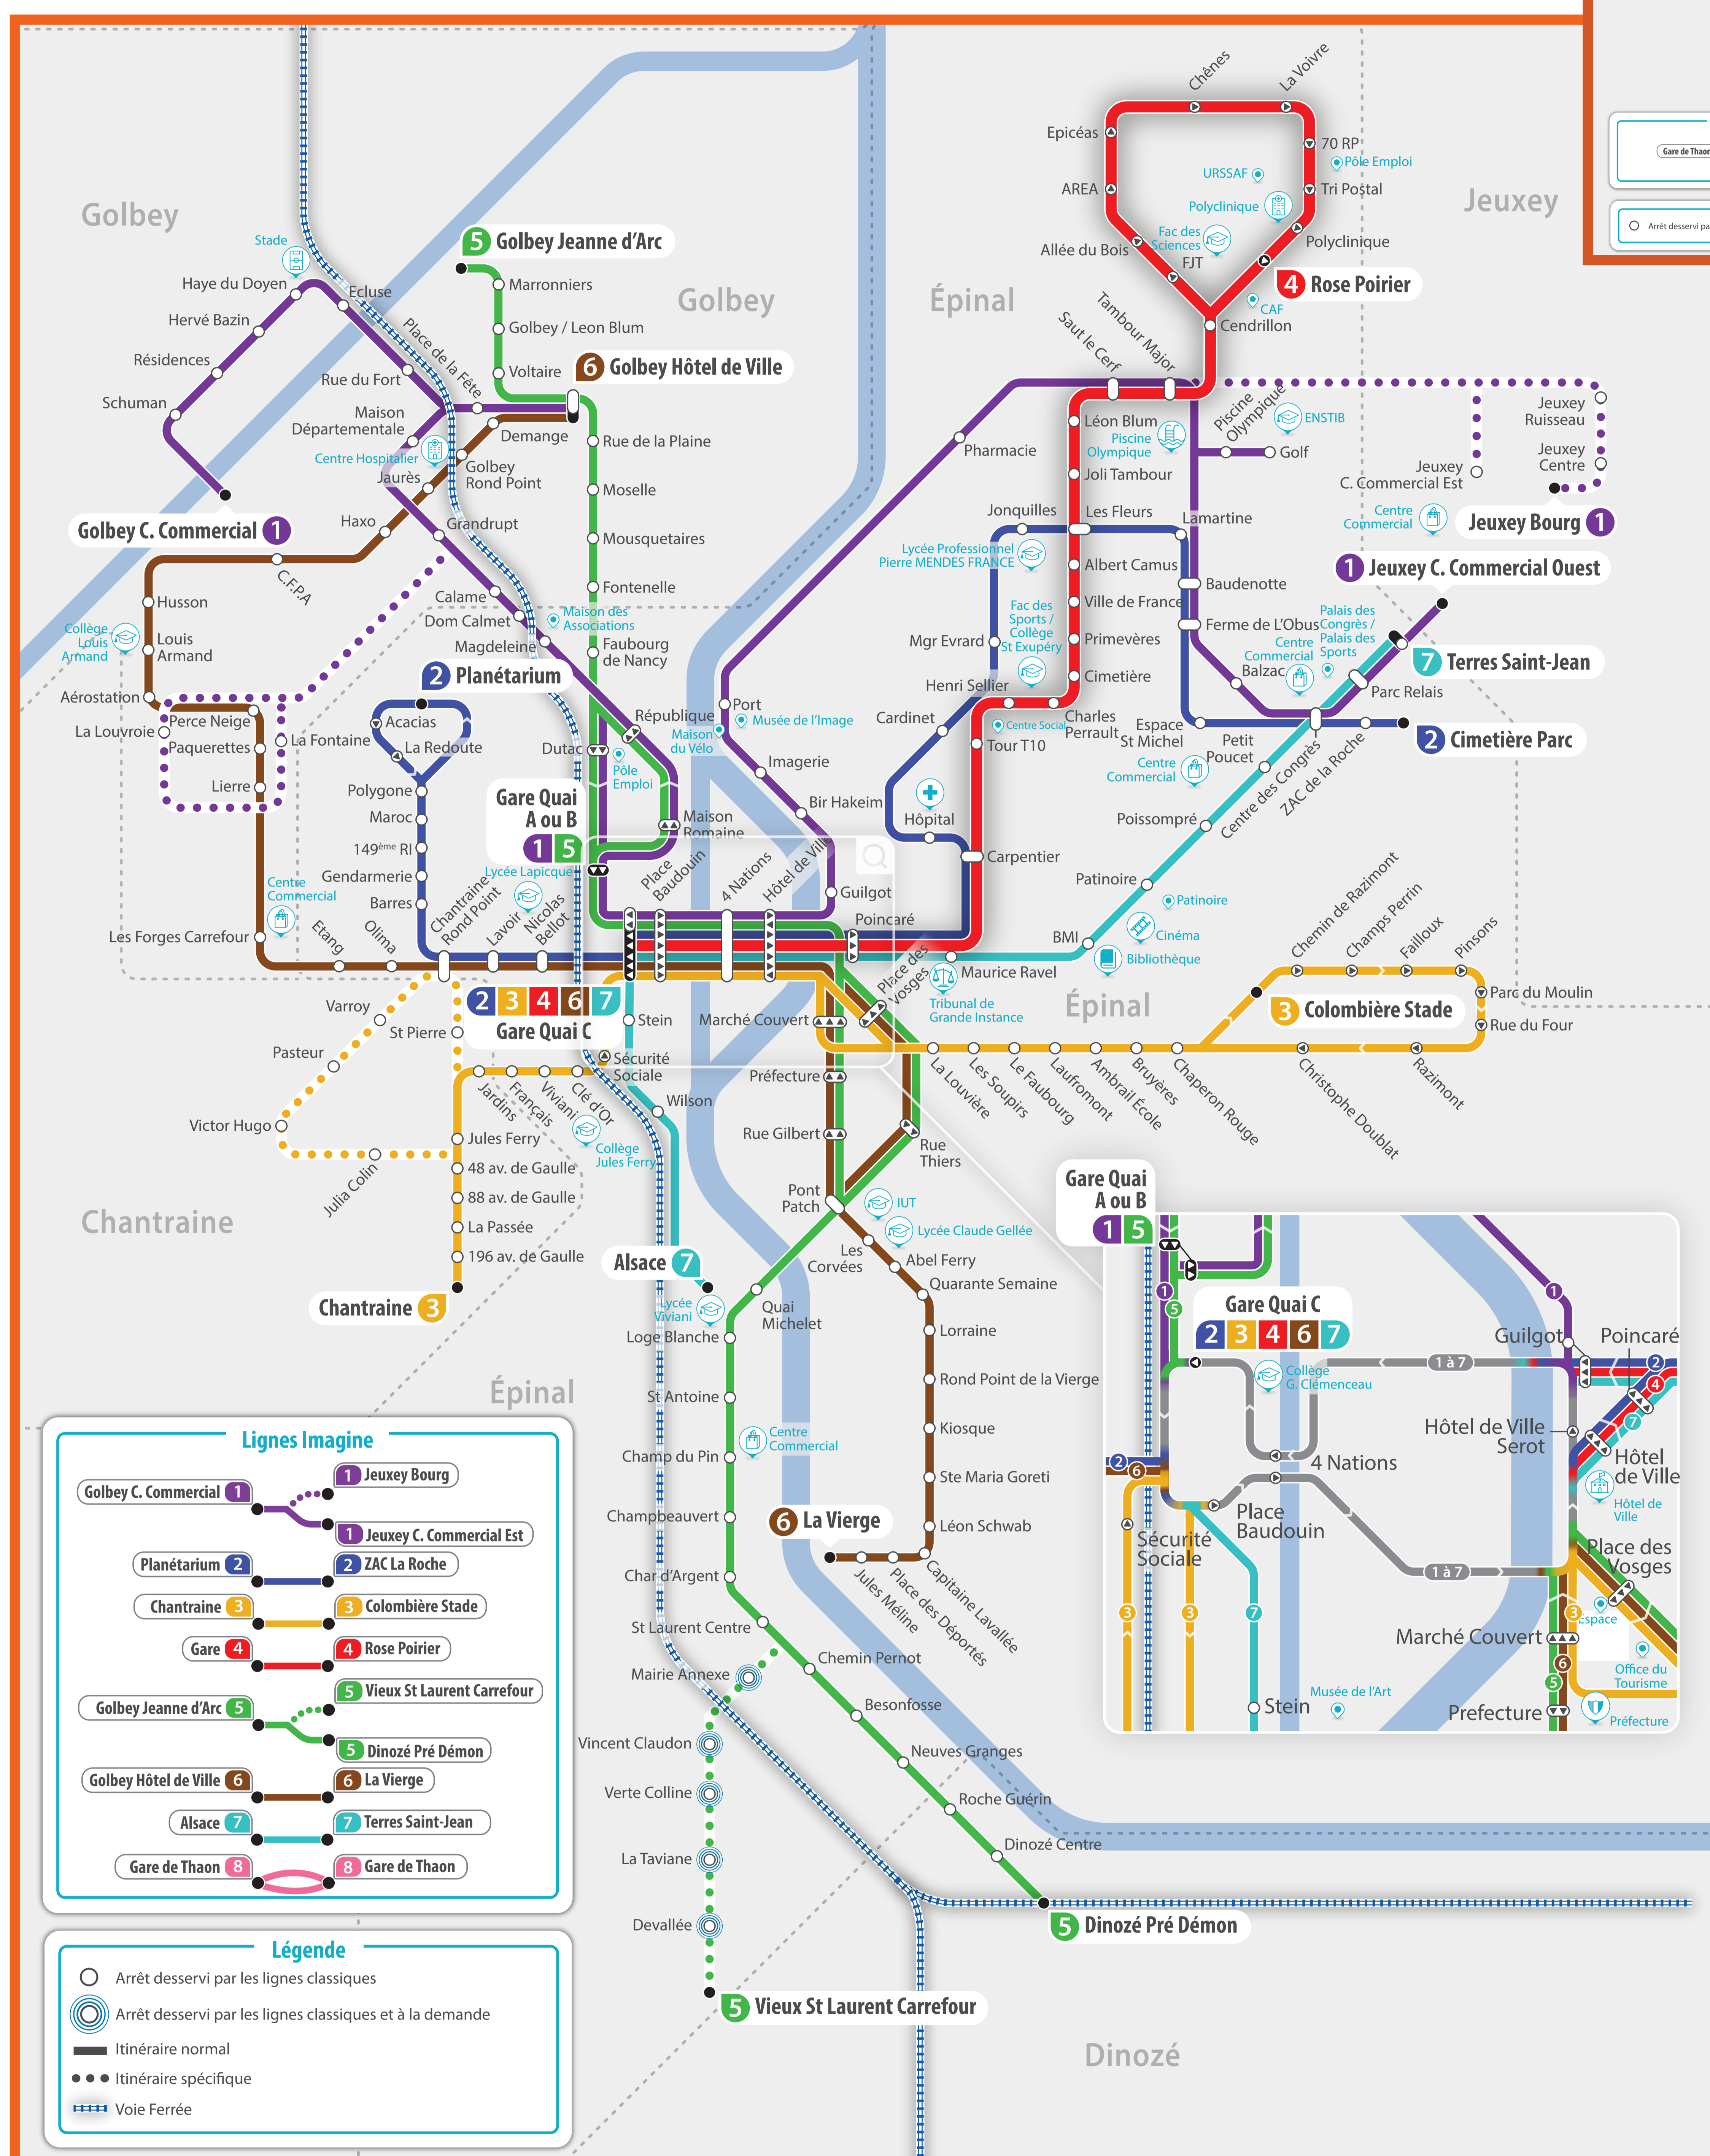 Golbey
Stade
Haye du Doyen
Ecluse
Hervé Bazin
Résidences
Schuman
Rue du Fort
Place de la Fête
Maison
Départementale
Centre Hospitalier
Jaurès
Haxo
Golbey C. Commercial 1
C.F.P.A
Demange
Golbey
Rond Point
Grandrupt
Calame
Dom Calmet
Magdeleine
Maison des
Associations
5 Golbey Jeanne d'Arc
Marronniers
Golbey / Leon Blum
Voltaire
6 Golbey Hôtel de Ville
Golbey
Rue de la Plaine
Moselle
Mousquetaires
Fontenelle
Faubourg
de Nancy
Husson
Collège
Louis
Armand
Louis
Armand
Aérostation
La Louvroie
Perce Neige
Paquerettes
Lierre
La Fontaine
2 Planétarium
Acacias
La Redoute
Polygone
Maroc
149ème RI
Gendarmerie
Barres
Centre
Commercial
Les Forges Carrefour
Etang
Olima
Chantraine
Rond Point
Lavoir
Nicolas
Bellot
Lycée Lapicque
Gare Quai
A ou B
1 5
Dutac
Pôle
Emploi
République
Maison
du Vélo
Musée de l'Image
Port
Imagerie
Bir Hakeim
Maison
Romaine
Place
Baudouin
4 Nations
Hôtel de Ville
Guilgot
Poincaré
Place des
Vosges
Épinal
Jeuxey
Chênes
La Voivre
Epicéas
70 RP
Pôle Emploi
URSSAF
AREA
Tri Postal
Polyclinique
Polyclinique
Fac des
Sciences
Allée du Bois
FJT
4 Rose Poirier
CAF
Cendrillon
Tambour Major
Saut le Cerf
Pharmacie
Léon Blum
Piscine
Olympique
Piscine
Olympique
ENSTIB
Golf
Joli Tambour
Jonquilles
Les Fleurs
Lamartine
Lycée Professionnel
Pierre MENDES FRANCE
Albert Camus
Baudenotte
Ville de France
Ferme de L'Obus
Fac des
Sports /
Collège
St Exupéry
Mgr Evrard
Primevères
Cimetière
Henri Sellier
Cardinet
Centre Social
Charles
Perrault
Tour T10
Hôpital
Carpentier
Jeuxey
Ruisseau
Jeuxey
Centre
Jeuxey
C. Commercial Est
Centre
Commercial
Jeuxey Bourg 1
1 Jeuxey C. Commercial Ouest
Palais des
Congrès /
Palais des
Sports
Centre
Commercial
Balzac
7 Terres Saint-Jean
Parc Relais
Espace
St Michel
Petit
Poucet
Centre
Commercial
2 Cimetière Parc
Centre des Congrès
ZAC de la Roche
Poissompré
Patinoire
Patinoire
BMI
Cinéma
Bibliothèque
Maurice Ravel
Tribunal de
Grande Instance
Épinal
Chemin de Razimont
Champs Perrin
Failloux
Pinsons
3 Colombière Stade
Parc du Moulin
Rue du Four
Razimont
Christophe Doublat
Chaperon Rouge
Bruyères
Ambrail École
Laufromont
Le Faubourg
Les Soupirs
La Louvière
2 3 4 6 7
Gare Quai C
Varroy
St Pierre
Pasteur
Victor Hugo
Julia Colin
Jardins
Français
Viviani
Clé d'Or
Collège
Jules Ferry
Sécurité
Sociale
Stein
Wilson
Jules Ferry
48 av. de Gaulle
88 av. de Gaulle
La Passée
196 av. de Gaulle
Chantraine 3
Chantraine
Marché Couvert
Préfecture
Rue Gilbert
Rue
Thiers
Pont
Patch
IUT
Lycée Claude Gellée
Les
Corvées
Abel Ferry
Quarante Semaine
Alsace 7
Lycée
Viviani
Quai
Michelet
Loge Blanche
Lorraine
Rond Point de la Vierge
Épinal
St Antoine
Kiosque
Centre
Commercial
Champ du Pin
Ste Maria Goreti
Champbeauvert
6 La Vierge
Léon Schwab
Jules Méline
Place des Déportés
Capitaine Lavallée
Char d'Argent
St Laurent Centre
Mairie Annexe
Chemin Pernot
Besonfosse
Vincent Claudon
Neuves Granges
Verte Colline
Roche Guérin
La Taviane
Dinozé Centre
Devallée
5 Dinozé Pré Démon
5 Vieux St Laurent Carrefour
Dinozé
Gare de Thaon
Arrêt desservi pa
Gare Quai
A ou B
1 5
1
5
1
Gare Quai C
2 3 4 6 7
Collège
G. Clémenceau
Guilgot
Poincaré
1 à 7
2
4
7
Hôtel de Ville
Serot
Hôtel
de Ville
Hôtel de
Ville
4 Nations
2
6
Place
Baudouin
Sécurité
Sociale
1 à 7
Place des
Vosges
3
3
7
3
Espace
Marché Couvert
6
5
Office du
Tourisme
Stein
Musée de l'Art
Prefecture
Préfecture
Lignes Imagine
Golbey C. Commercial 1
1 Jeuxey Bourg
1 Jeuxey C. Commercial Est
Planétarium 2
2 ZAC La Roche
Chantraine 3
3 Colombière Stade
Gare 4
4 Rose Poirier
Golbey Jeanne d'Arc 5
5 Vieux St Laurent Carrefour
5 Dinozé Pré Démon
Golbey Hôtel de Ville 6
6 La Vierge
Alsace 7
7 Terres Saint-Jean
Gare de Thaon 8
8 Gare de Thaon
Légende
Arrêt desservi par les lignes classiques
Arrêt desservi par les lignes classiques et à la demande
Itinéraire normal
Itinéraire spécifique
Voie Ferrée